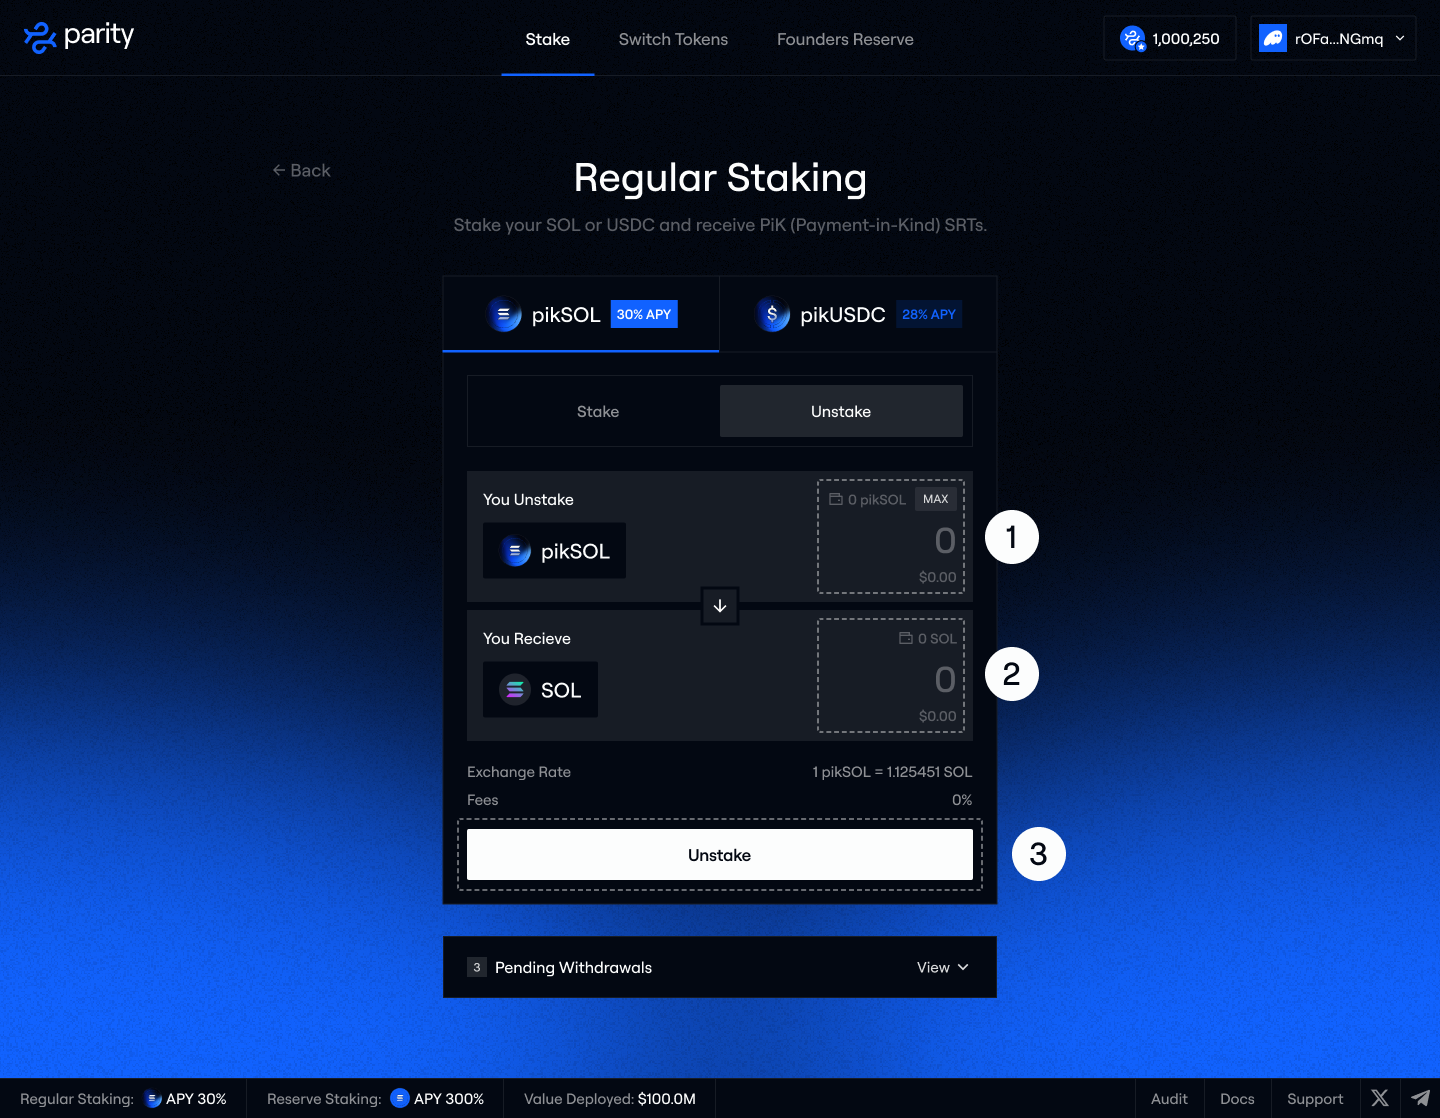 parity
Stake
Switch Tokens
Founders Reserve
1,000,250
rOFa...NGmq
← Back
Regular Staking
Stake your SOL or USDC and receive PiK (Payment-in-Kind) SRTs.
pikSOL 30% APY
$ pikUSDC 28% APY
Stake
Unstake
You Unstake
0 pikSOL MAX
pikSOL
0
$0.00
1
You Recieve
0 SOL
SOL
0
$0.00
2
Exchange Rate
1 pikSOL = 1.125451 SOL
Fees
0%
Unstake
3
3 Pending Withdrawals
View
Regular Staking: APY 30%
Reserve Staking: APY 300%
Value Deployed: $100.0M
Audit
Docs
Support